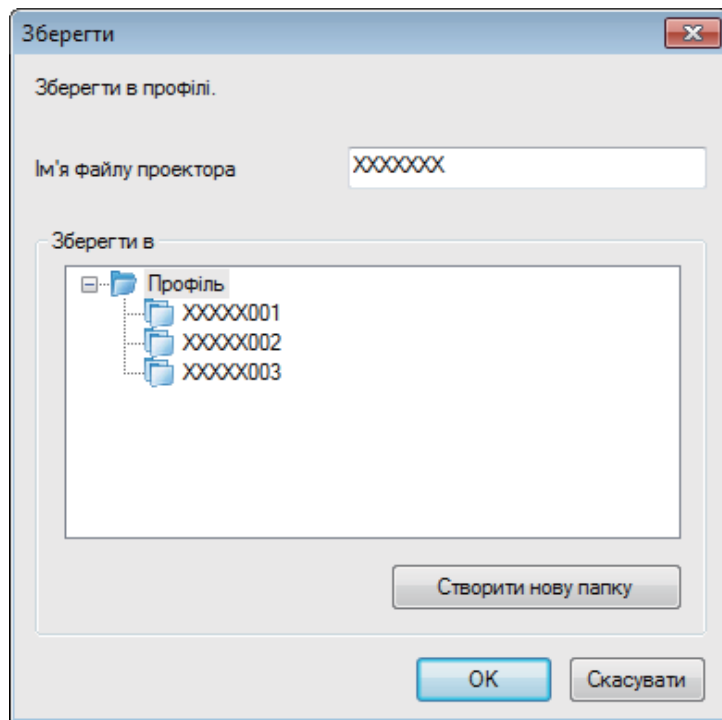 Зберегти
Зберегти в профілі.
Ім'я файлу проектора XXXXXXX
Зберегти в
Профіль
XXXXX001
XXXXX002
XXXXX003
Створити нову папку
OK Скасувати